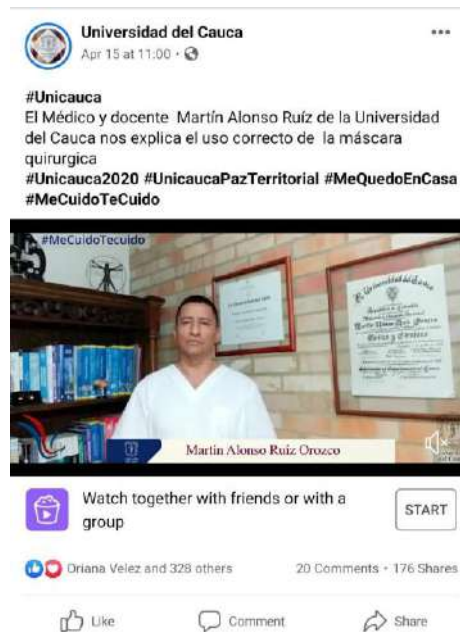 Universidad del Cauca
Apr 15 at 11:00
#Unicauca
El Médico y docente Martín Alonso Ruíz de la Universidad
del Cauca nos explica el uso correcto de la máscara
quirurgica
#Unicauca2020 #UnicaucaPazTerritorial #MeQuedoEnCasa
#MeCuidoTeCuido
#MeCuidoTecuido
Martín Alonso Ruiz Orozco
Watch together with friends or with a
group
START
Oriana Velez and 328 others
20 Comments · 176 Shares
Like
Comment
Share